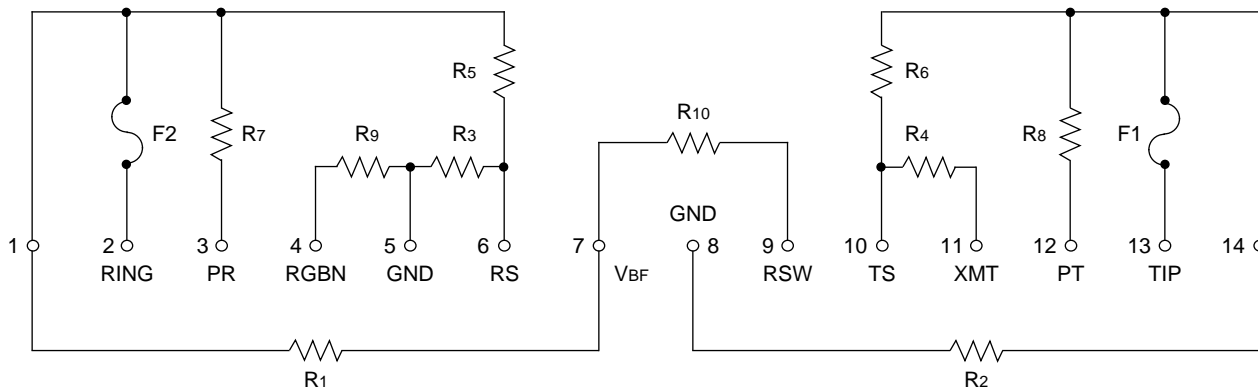 R5
R6
F2
R7
R9
R3
R10
R4
R8
F1
GND
1
2
3
4
5
6
7
8
9
10
11
12
13
14
RING
PR
RGBN
GND
RS
VBF
RSW
TS
XMT
PT
TIP
R1
R2